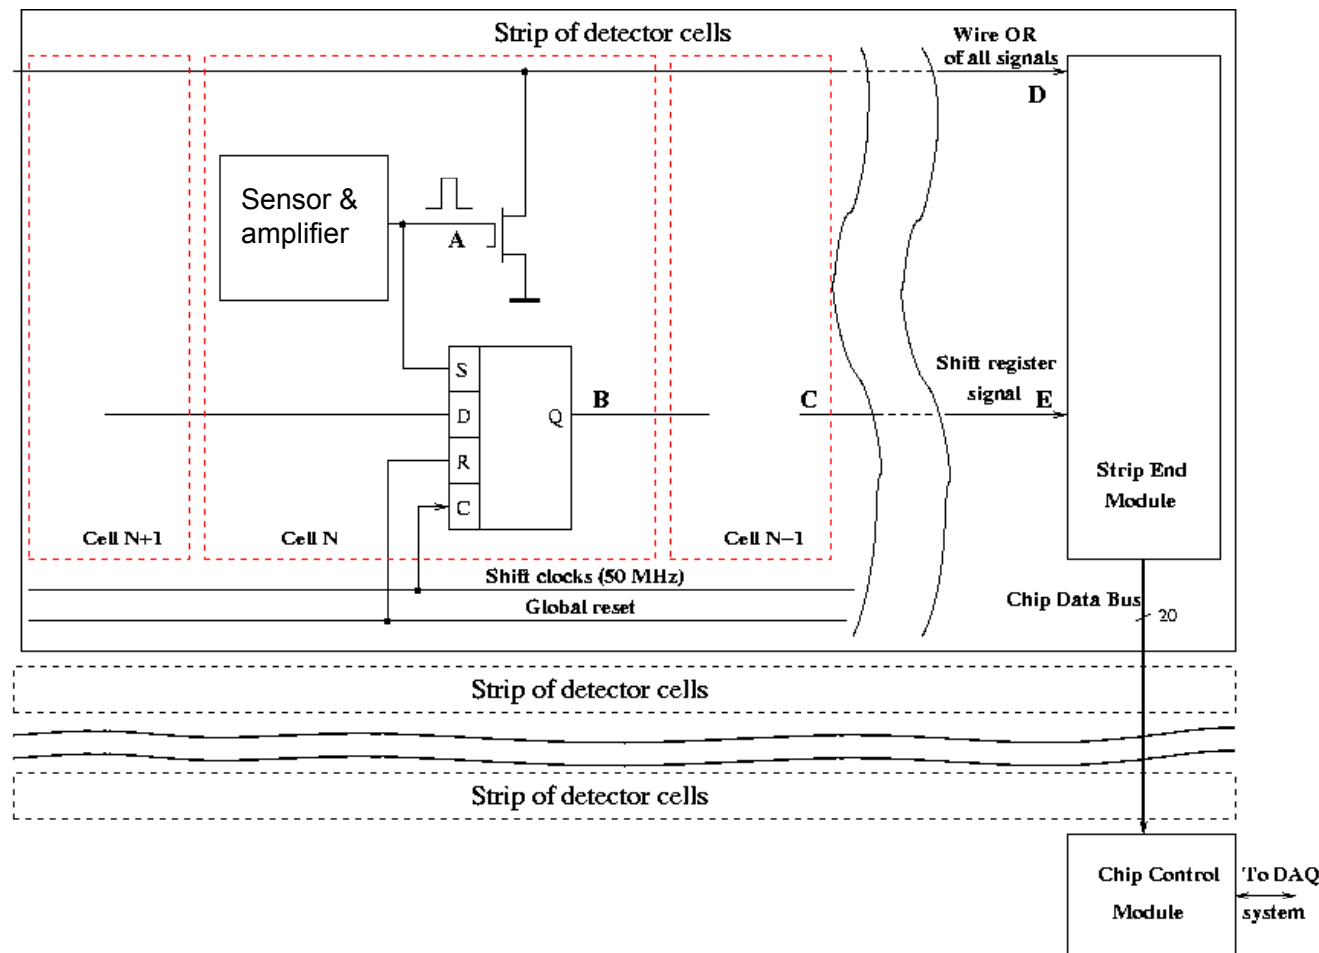 Strip of detector cells
Wire OR
of all signals
D
Sensor &
amplifier
A
S
D
Q
R
C
B
C
Shift register
signal
E
Strip End
Module
Cell N+1
Cell N
Cell N−1
Shift clocks (50 MHz)
Global reset
Chip Data Bus
20
Strip of detector cells
Strip of detector cells
Chip Control
Module
To DAQ
system